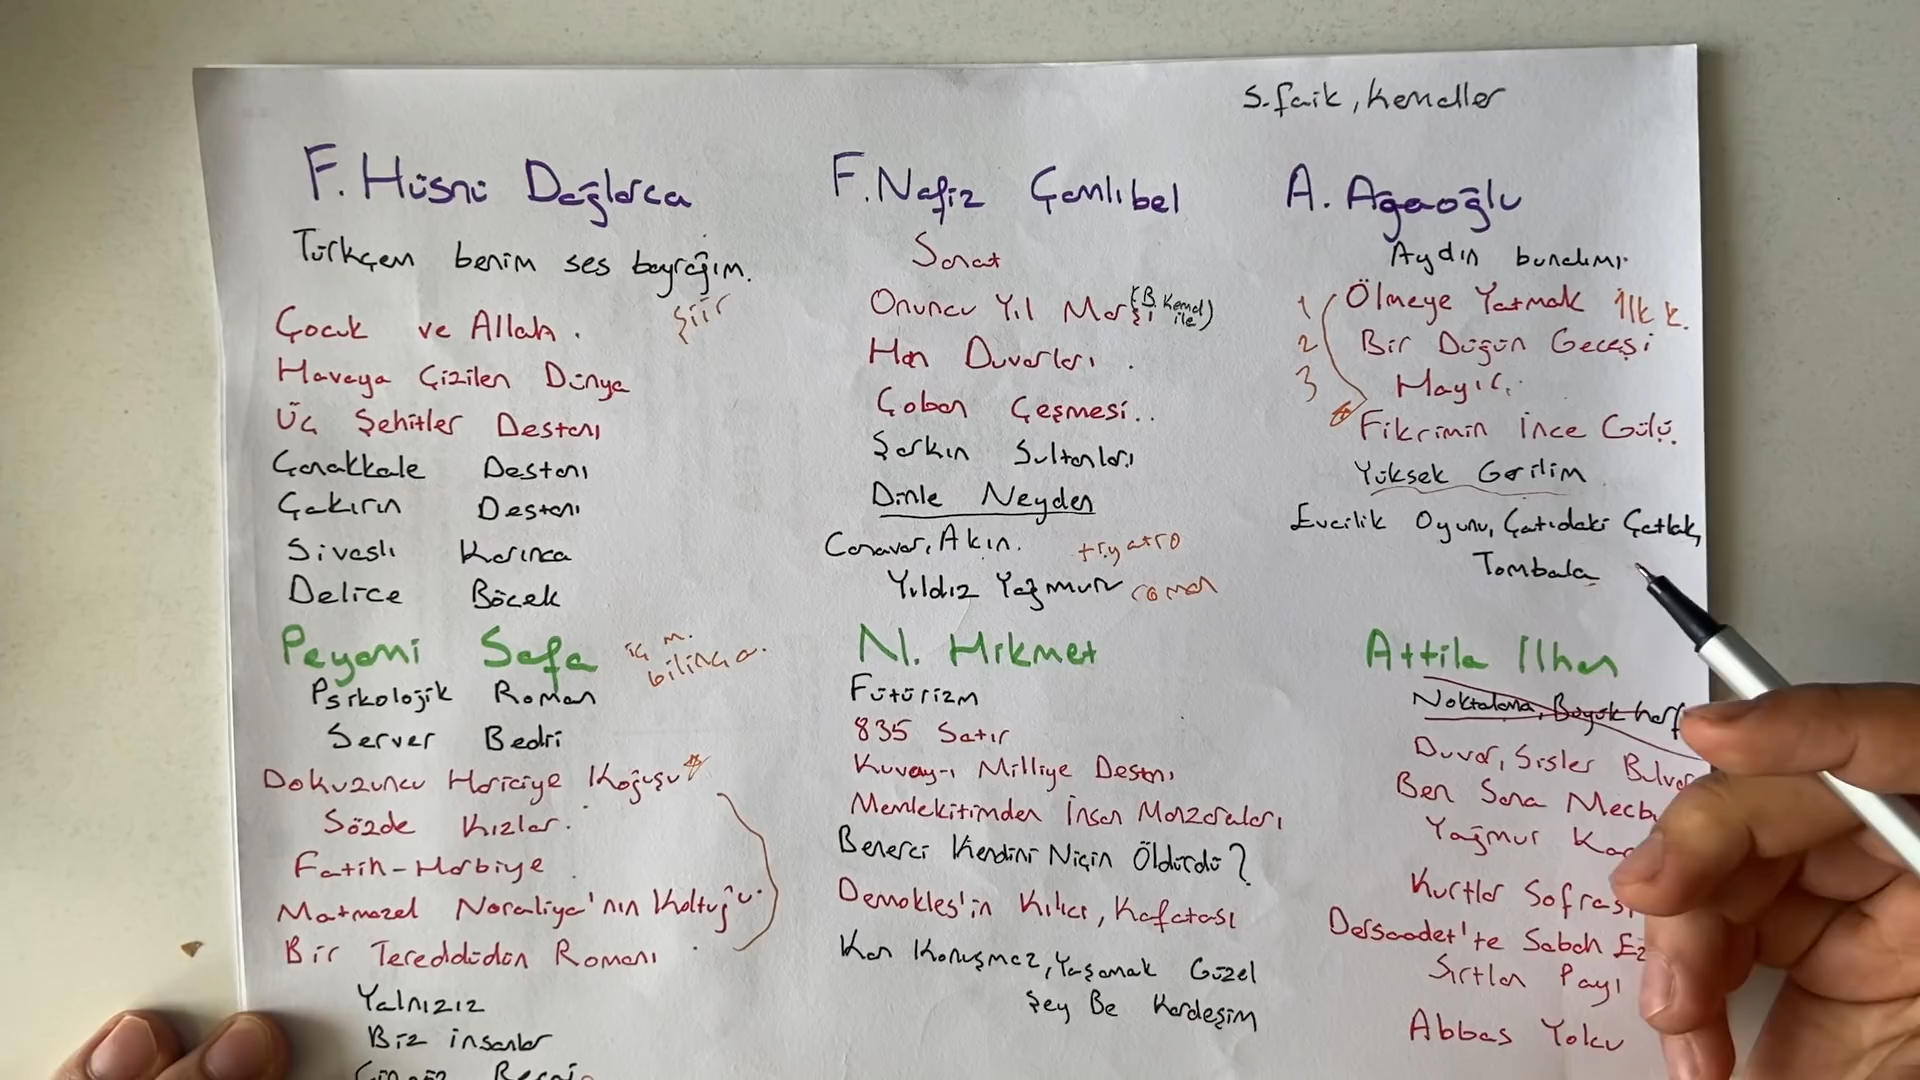 S.faik, Kemaller
F. Hüsnü Dağlarca
Türkçem benim ses bayrağım.
şiir
Çocuk ve Allah.
Havaya Çizilen Dünya
Üç Şehitler Destanı
Çanakkale Destanı
Çakırın Destanı
Sivaslı Karınca
Delice Böcek
F. Nafiz Çamlıbel
Sanat
Onuncu Yıl Marşı (B. Kemal ile)
Han Duvarları.
Çoban Çeşmesi..
Şarkın Sultanları
Dinle Neyden
Canavar, Akın. tiyatro
Yıldız Yağmuru roman
A. Ağaoğlu
Aydın bunalımı.
1 Ölmeye Yatmak İlk k.
2 Bir Düğün Gecesi
3 Hayır..
Fikrimin İnce Gülü.
Yüksek Gerilim
Evcilik Oyunu, Çatıdaki Çatlak,
Tombala
Peyami Safa iç m.
bilinç a.
Psikolojik Roman
Server Bedri
Dokuzuncu Hariciye Koğuşu
Sözde Kızlar.
Fatih-Harbiye
Matmazel Noraliya'nın Koltuğu.
Bir Tereddüdün Romanı.
Yalnızız
Biz insanlar
N. Hikmet
Fütürizm
835 Satır
Kuvay-ı Milliye Destanı
Memlekitimden İnsan Manzaraları
Benerci Kendini Niçin Öldürdü?
Demokles'in Kılıcı, Kafatası
Kan Konuşmaz, Yaşamak Güzel
Şey Be Kardeşim
Attila İlhan
Noktalama, Büyük harf
Duvar, Sisler Bulvar
Ben Sana Mecb
Yağmur Kaç
Kurtlar Sofras
Dersaadet'te Sabah Ez
Sırtlan Payı
Abbas Yolcu